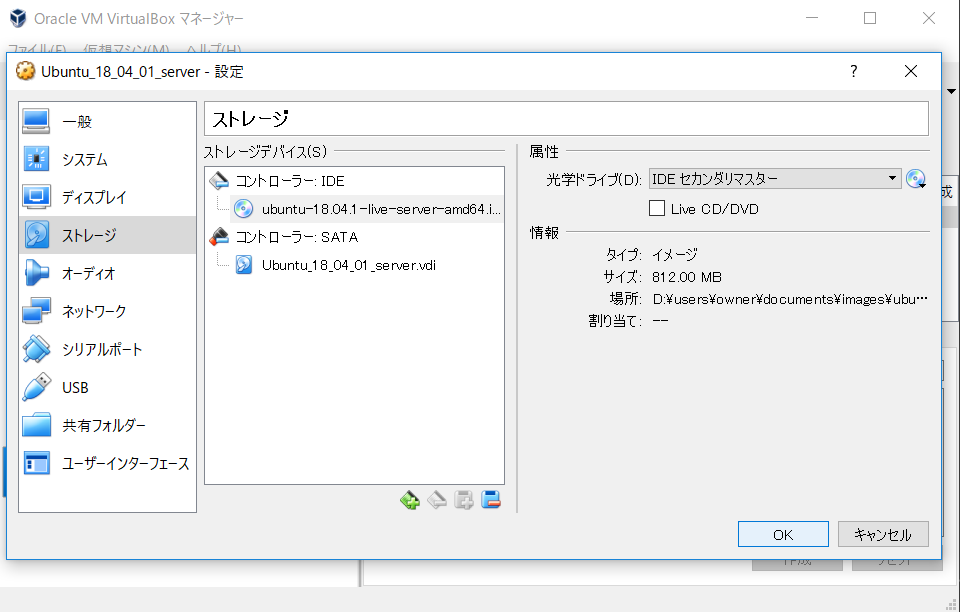 Oracle VM VirtualBox マネージャー
ファイル(F) 仮想マシン(M) ヘルプ(H)
Ubuntu_18_04_01_server - 設定
?
一般
システム
ディスプレイ
ストレージ
オーディオ
ネットワーク
シリアルポート
USB
共有フォルダー
ユーザーインターフェース
ストレージ
ストレージデバイス(S)
コントローラー: IDE
ubuntu-18.04.1-live-server-amd64.i...
コントローラー: SATA
Ubuntu_18_04_01_server.vdi
属性
光学ドライブ(D): IDE セカンダリマスター
Live CD/DVD
情報
タイプ: イメージ
サイズ: 812.00 MB
場所: D:¥users¥owner¥documents¥images¥ubu…
割り当て: --
成
OK
キャンセル
作成
リセット